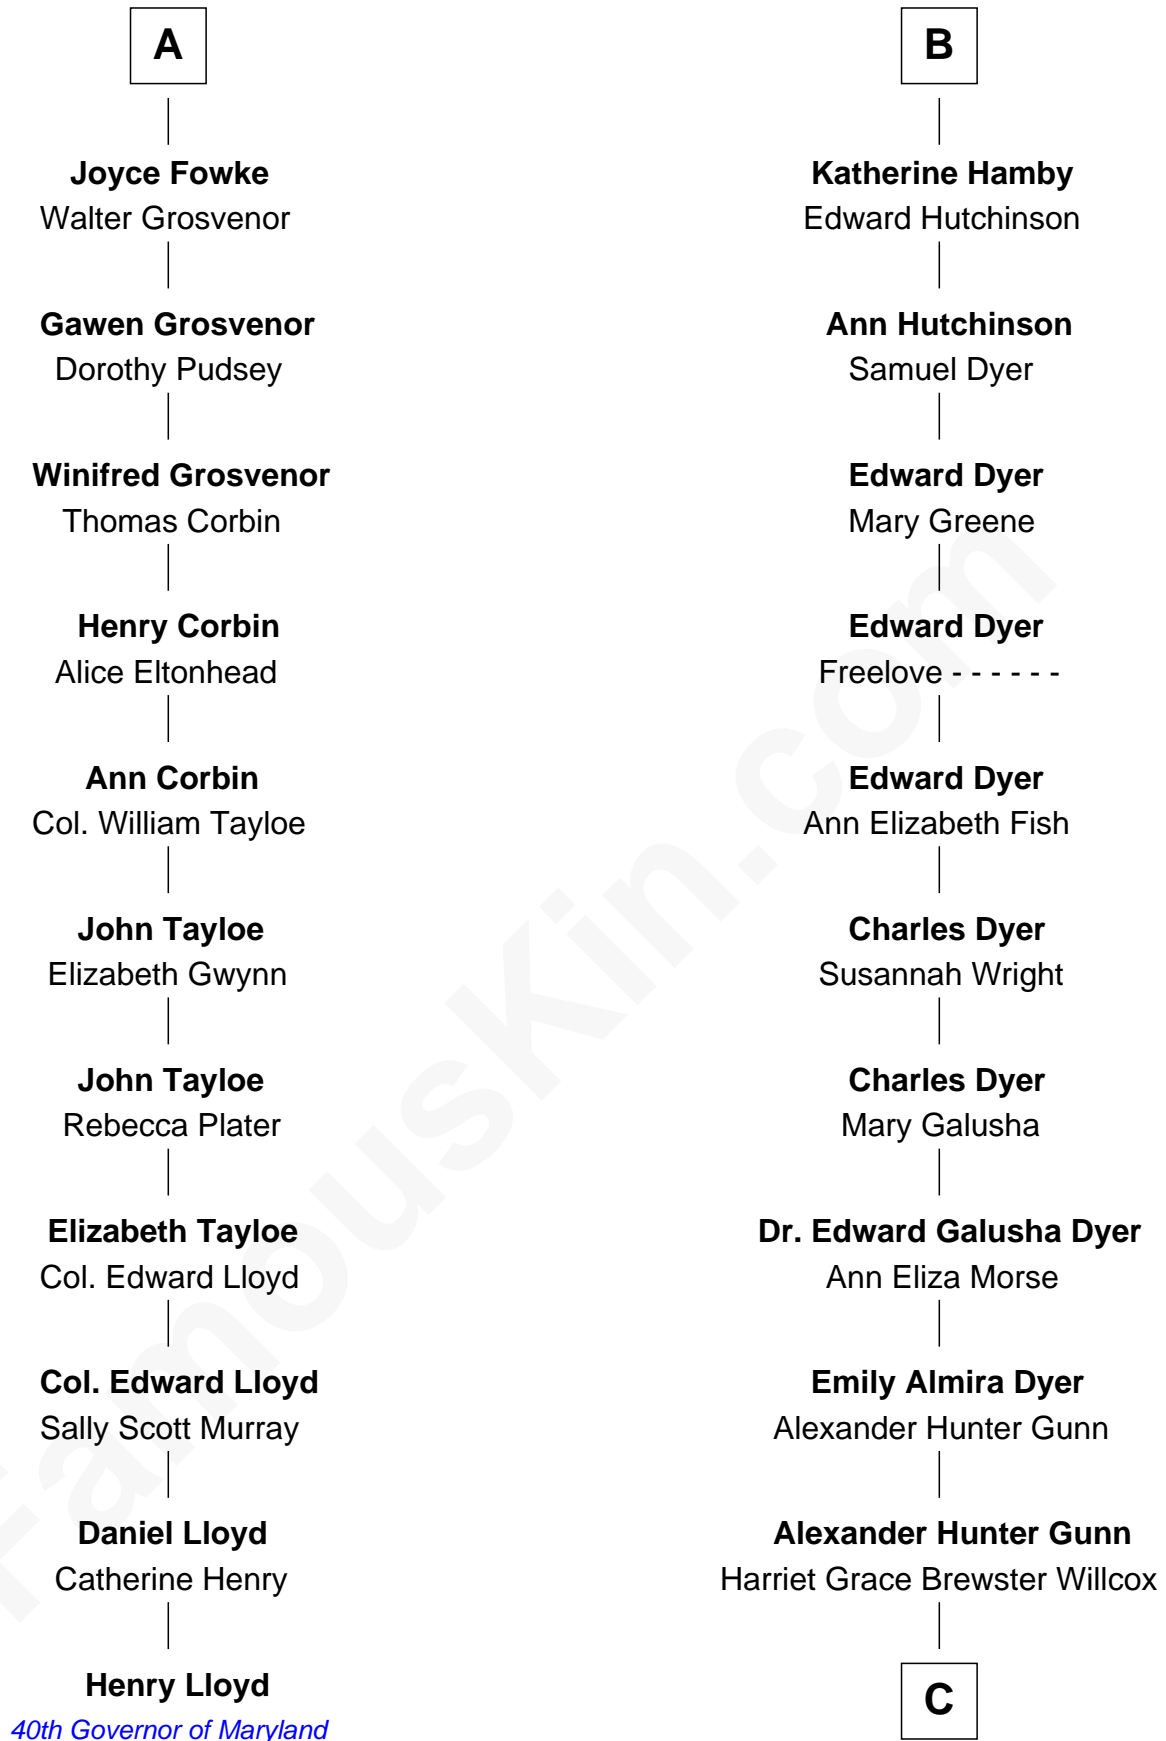 A
Joyce Fowke
Walter Grosvenor
Gawen Grosvenor
Dorothy Pudsey
Winifred Grosvenor
Thomas Corbin
Henry Corbin
Alice Eltonhead
Ann Corbin
Col. William Tayloe
John Tayloe
Elizabeth Gwynn
John Tayloe
Rebecca Plater
Elizabeth Tayloe
Col. Edward Lloyd
Col. Edward Lloyd
Sally Scott Murray
Daniel Lloyd
Catherine Henry
Henry Lloyd
40th Governor of Maryland
B
Katherine Hamby
Edward Hutchinson
Ann Hutchinson
Samuel Dyer
Edward Dyer
Mary Greene
Edward Dyer
Freelove - - - - - -
Edward Dyer
Ann Elizabeth Fish
Charles Dyer
Susannah Wright
Charles Dyer
Mary Galusha
Dr. Edward Galusha Dyer
Ann Eliza Morse
Emily Almira Dyer
Alexander Hunter Gunn
Alexander Hunter Gunn
Harriet Grace Brewster Willcox
C
FamousKin.com